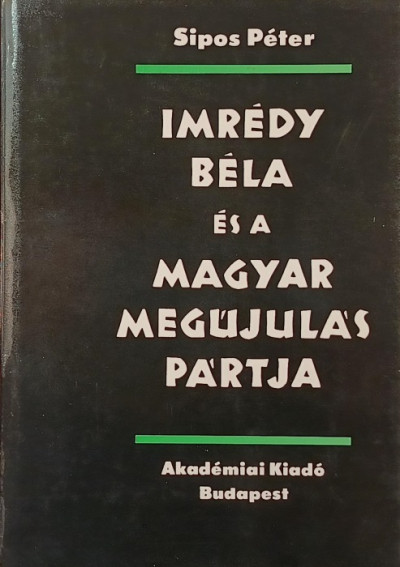 Sipos Péter
IMRÉDY
BÉLA
ÉS A
MAGYAR
MEGÚJULÁS
PÁRTJA
Akadémiai Kiadó
Budapest